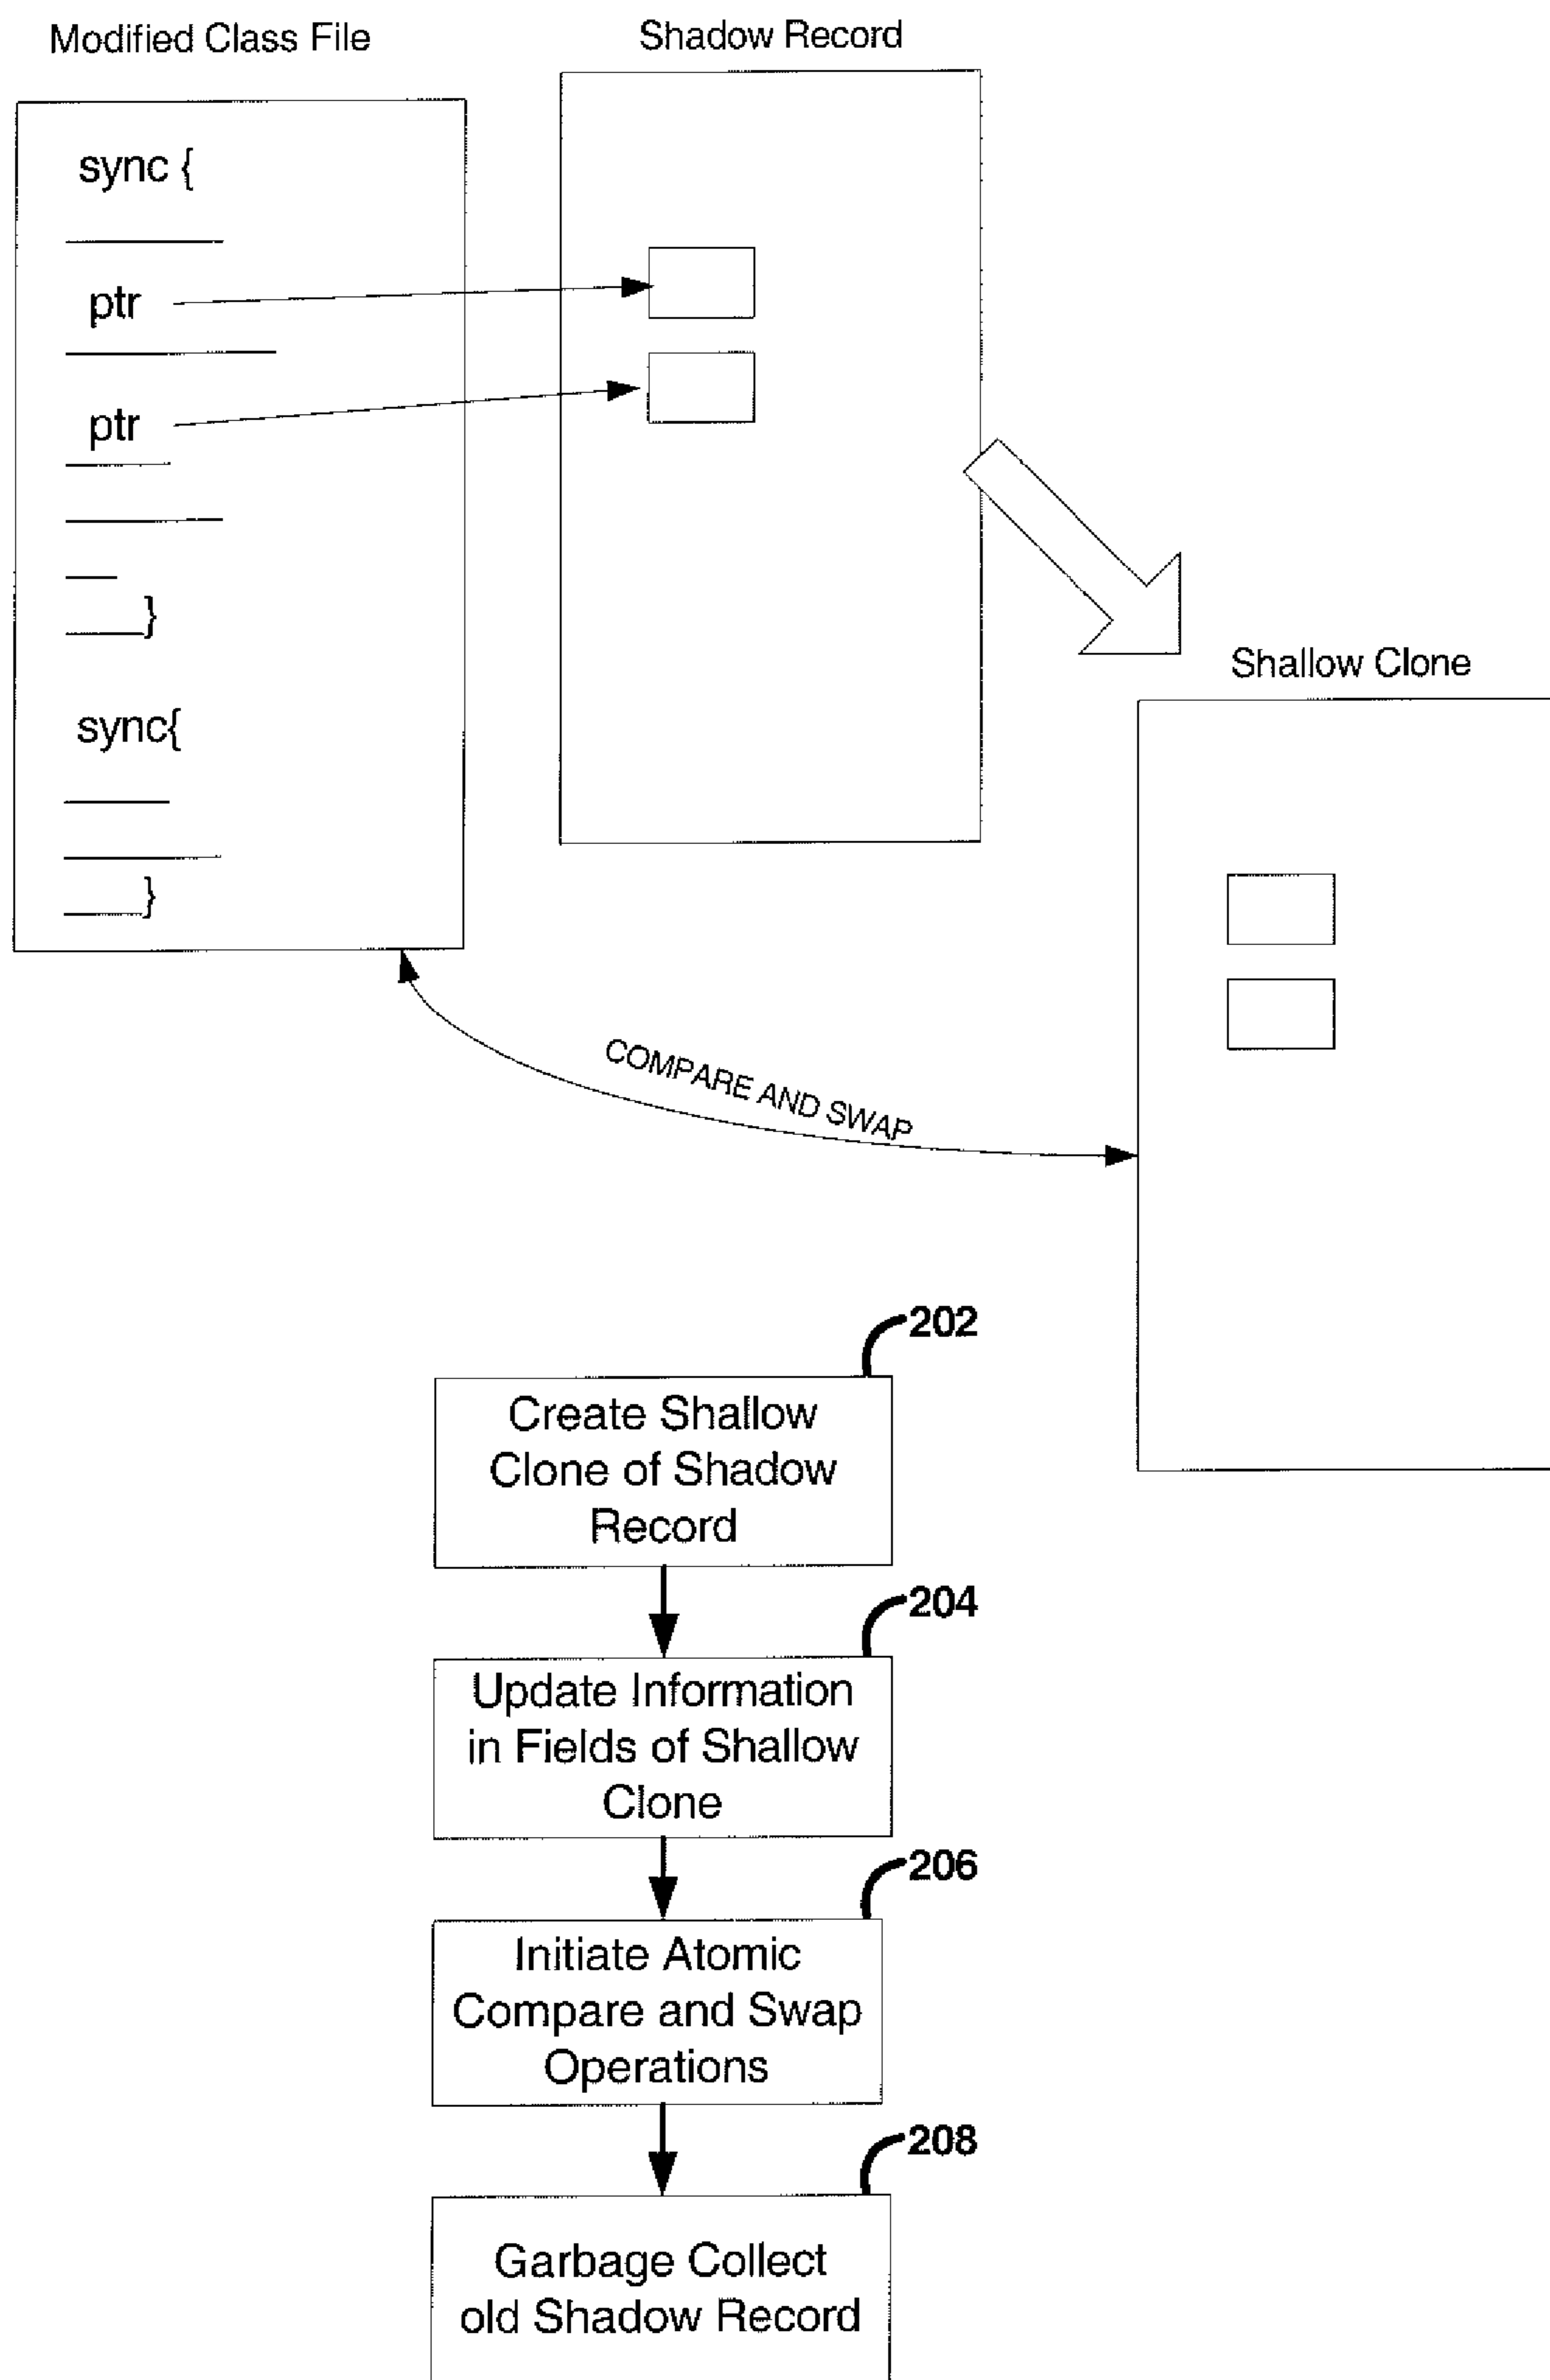 Modified Class File
Shadow Record
sync {
ptr
ptr
}
sync{
}
Shallow Clone
COMPARE AND SWAP
202
Create Shallow
Clone of Shadow
Record
204
Update Information
in Fields of Shallow
Clone
206
Initiate Atomic
Compare and Swap
Operations
208
Garbage Collect
old Shadow Record